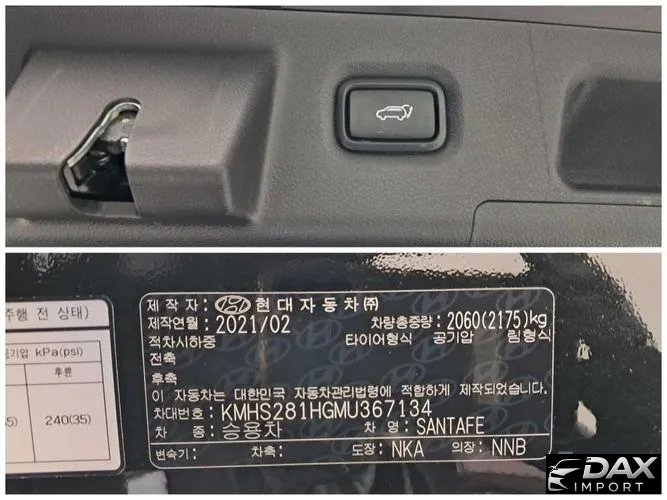 주행 전 상태)
공기압 kPa(psi)
후륜
240(35)
제 작 자 : HYUNDAI 현대자동차㈜
제작연월 : 2021/02 차량총중량: 2060(2175)kg
적차시하중 타이어형식 공기압 림형식
전축
후축
이 자동차는 대한민국 자동차관리법령에 적합하게 제작되었음.
차대번호: KMHS281HGMU367134
차 종: 승용차 차 명: SANTAFE
변속기: 차축: 도장: NKA 의장: NNB
DAX
IMPORT